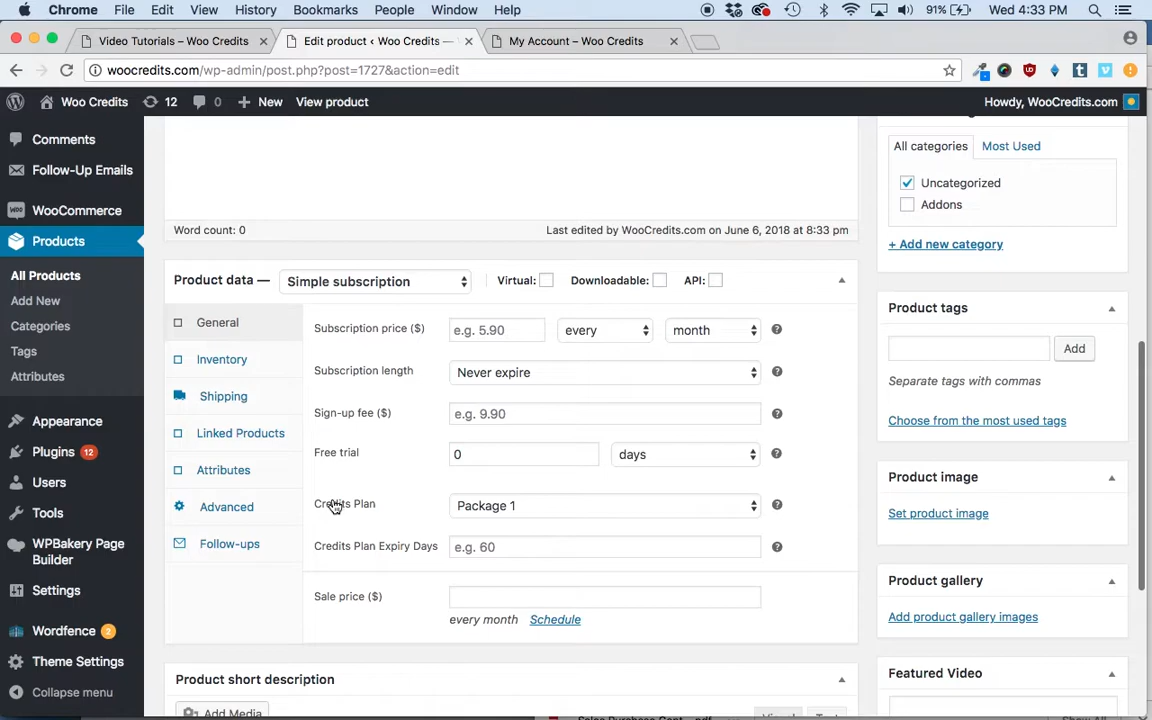 Chrome File Edit View History Bookmarks People Window Help 91% Wed 4:33 PM
Video Tutorials – Woo Credits Edit product ‹ Woo Credits — My Account – Woo Credits
woocredits.com/wp-admin/post.php?post=1727&action=edit
Woo Credits 12 0 New View product Howdy, WooCredits.com
Comments
Follow-Up Emails
WooCommerce
Products
All Products
Add New
Categories
Tags
Attributes
Appearance
Plugins 12
Users
Tools
WPBakery Page
Builder
Settings
Wordfence 2
Theme Settings
Collapse menu
Word count: 0 Last edited by WooCredits.com on June 6, 2018 at 8:33 pm
Product data — Simple subscription Virtual: Downloadable: API:
General
Inventory
Shipping
Linked Products
Attributes
Advanced
Follow-ups
Subscription price ($) e.g. 5.90 every month
Subscription length Never expire
Sign-up fee ($) e.g. 9.90
Free trial 0 days
Credits Plan Package 1
Credits Plan Expiry Days e.g. 60
Sale price ($)
every month Schedule
Product short description
Add Media
All categories Most Used
Uncategorized
Addons
+ Add new category
Product tags
Add
Separate tags with commas
Choose from the most used tags
Product image
Set product image
Product gallery
Add product gallery images
Featured Video